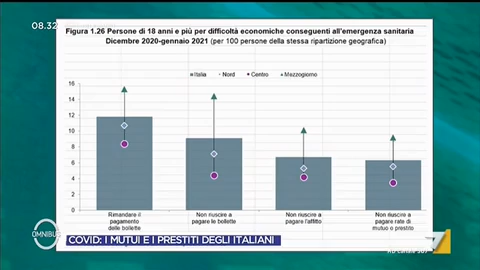 08.32
Figura 1.26 Persone di 18 anni e più per difficoltà economiche conseguenti all'emergenza sanitaria
Dicembre 2020-gennaio 2021 (per 100 persone della stessa ripartizione geografica)
Italia Nord Centro Mezzogiorno
16
14
12
10
8
6
4
2
0
Rimandare il pagamento delle bollette
Non riuscire a pagare le bollette
Non riuscire a pagare l'affitto
Non riuscire a pagare rate di mutuo o prestito
OMNIBUS
COVID: I MUTUI E I PRESTITI DEGLI ITALIANI
7